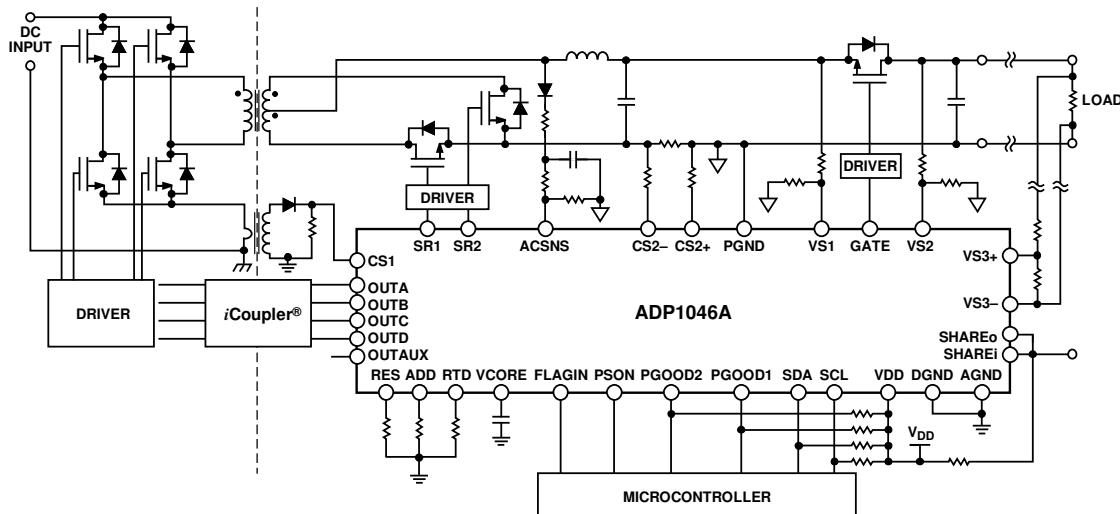 DC
INPUT
LOAD
DRIVER
DRIVER
SR1 SR2 ACSNS CS2– CS2+ PGND VS1 GATE VS2
CS1
VS3+
OUTA
OUTB
OUTC
OUTD
OUTAUX
DRIVER
iCoupler®
ADP1046A
VS3–
SHAREo
SHAREi
RES ADD RTD VCORE FLAGIN PSON PGOOD2 PGOOD1 SDA SCL VDD DGND AGND
VDD
MICROCONTROLLER